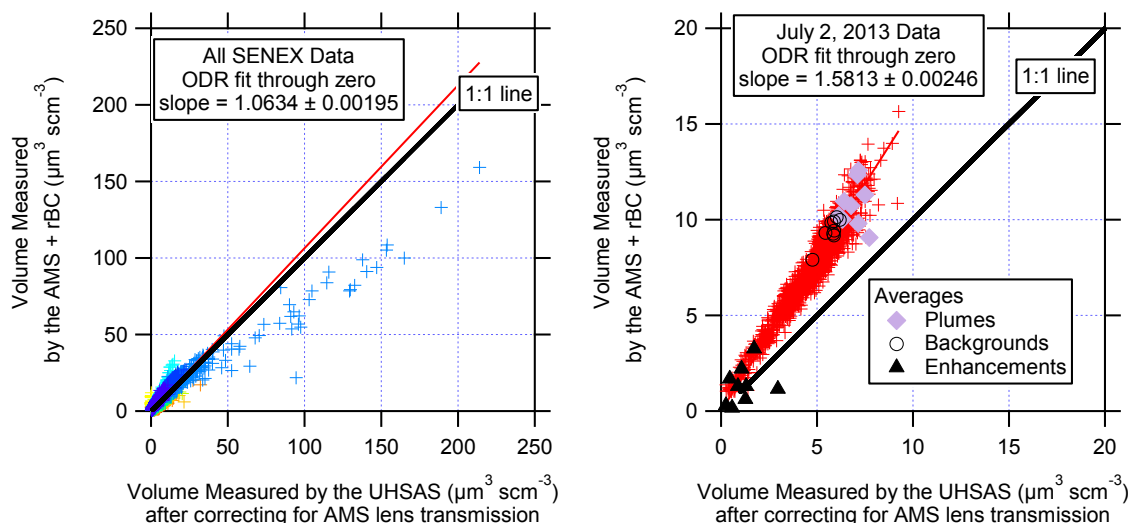 250
200
150
100
50
0
Volume Measured
by the AMS + rBC (µm³ scm⁻³)
All SENEX Data
ODR fit through zero
slope = 1.0634 ± 0.00195
1:1 line
0 50 100 150 200 250
Volume Measured by the UHSAS (µm³ scm⁻³)
after correcting for AMS lens transmission
20
15
10
5
0
Volume Measured
by the AMS + rBC (µm³ scm⁻³)
July 2, 2013 Data
ODR fit through zero
slope = 1.5813 ± 0.00246
1:1 line
Averages
Plumes
Backgrounds
Enhancements
0 5 10 15 20
Volume Measured by the UHSAS (µm³ scm⁻³)
after correcting for AMS lens transmission